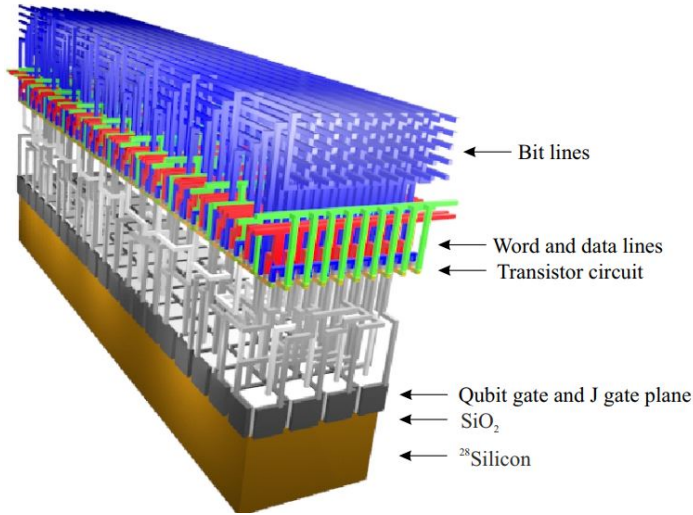 Bit lines
Word and data lines
Transistor circuit
Qubit gate and J gate plane
SiO₂
²⁸Silicon